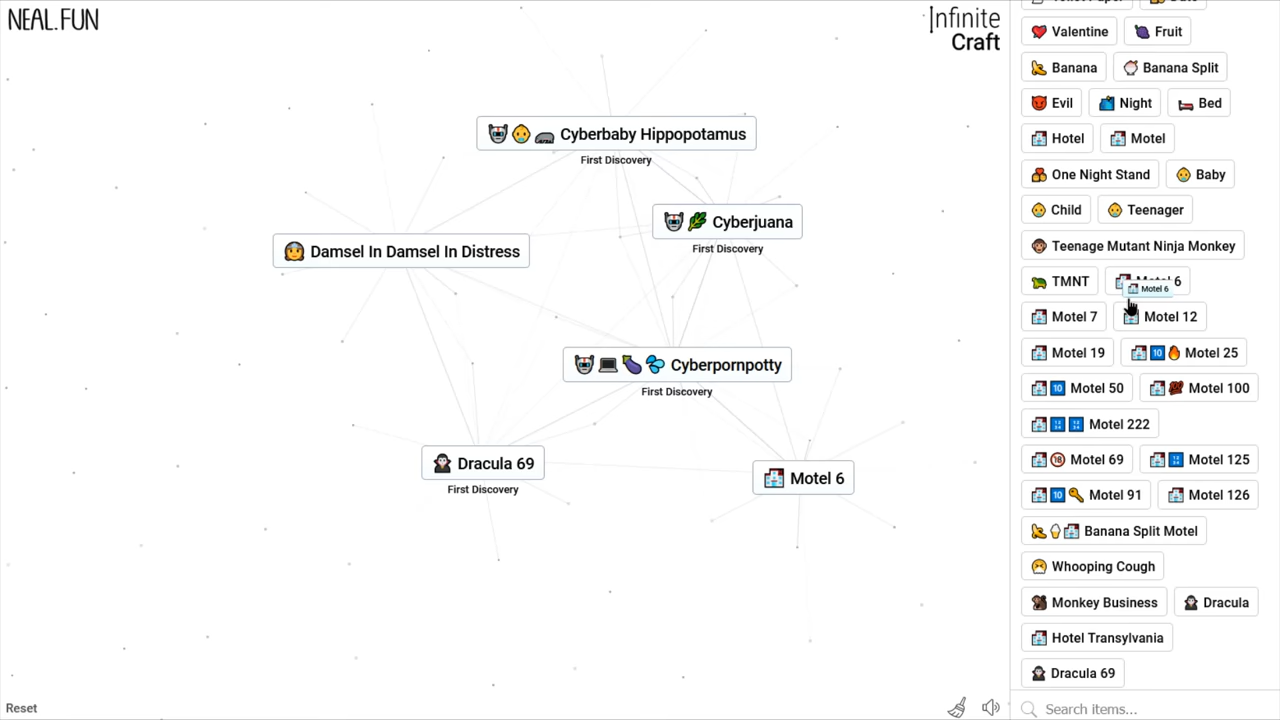 NEAL.FUN
Infinite
Craft
Cyberbaby Hippopotamus
First Discovery
Cyberjuana
First Discovery
Damsel In Damsel In Distress
Cyberpornpotty
First Discovery
Dracula 69
First Discovery
Motel 6
Reset
Valentine Fruit
Banana Banana Split
Evil Night Bed
Hotel Motel
One Night Stand Baby
Child Teenager
Teenage Mutant Ninja Monkey
TMNT Motel 6
Motel 6
Motel 7 Motel 12
Motel 19 Motel 25
Motel 50 Motel 100
Motel 222
Motel 69 Motel 125
Motel 91 Motel 126
Banana Split Motel
Whooping Cough
Monkey Business Dracula
Hotel Transylvania
Dracula 69
Search items...